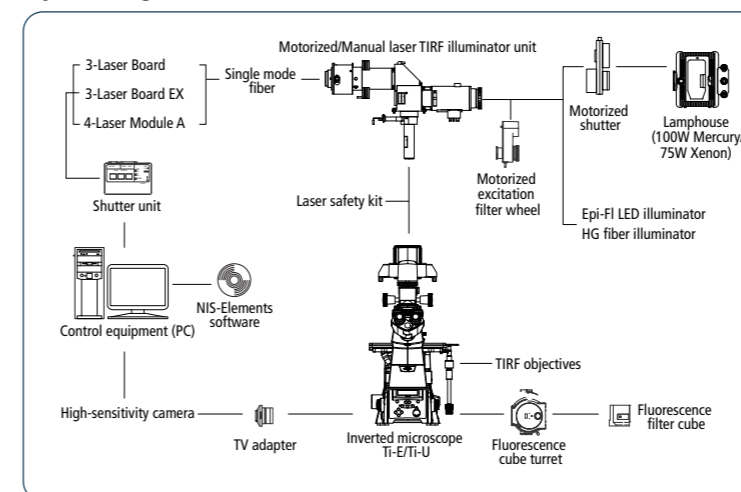 Motorized/Manual laser TIRF illuminator unit
3-Laser Board
3-Laser Board EX
4-Laser Module A
Single mode
fiber
Motorized
shutter
Lamphouse
(100W Mercury/
75W Xenon)
Shutter unit
Laser safety kit
Motorized
excitation
filter wheel
Epi-Fl LED illuminator
HG fiber illuminator
NIS-Elements
software
Control equipment (PC)
TIRF objectives
High-sensitivity camera
TV adapter
Inverted microscope
Ti-E/Ti-U
Fluorescence
cube turret
Fluorescence
filter cube